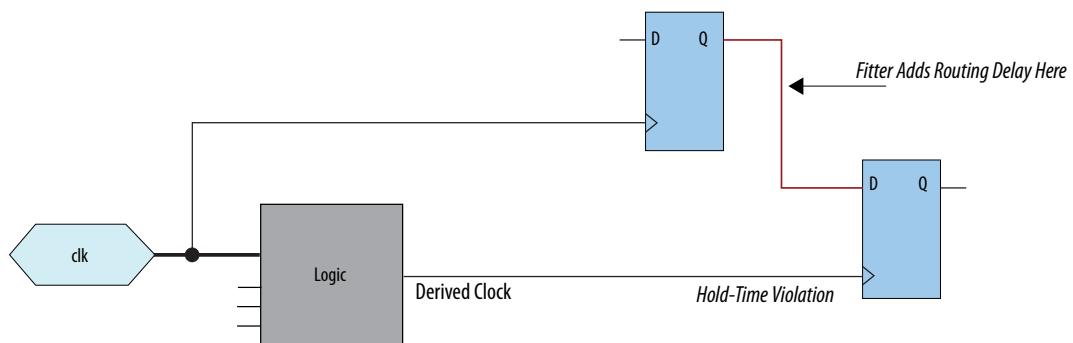 D Q
Fitter Adds Routing Delay Here
D Q
clk
Logic
Derived Clock
Hold-Time Violation